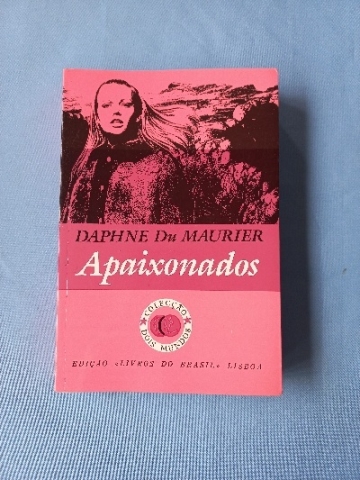 DAPHNE DU MAURIER
Apaixonados
COLECÇÃO
DOIS MUNDOS
EDIÇÃO «LIVROS DO BRASIL» LISBOA